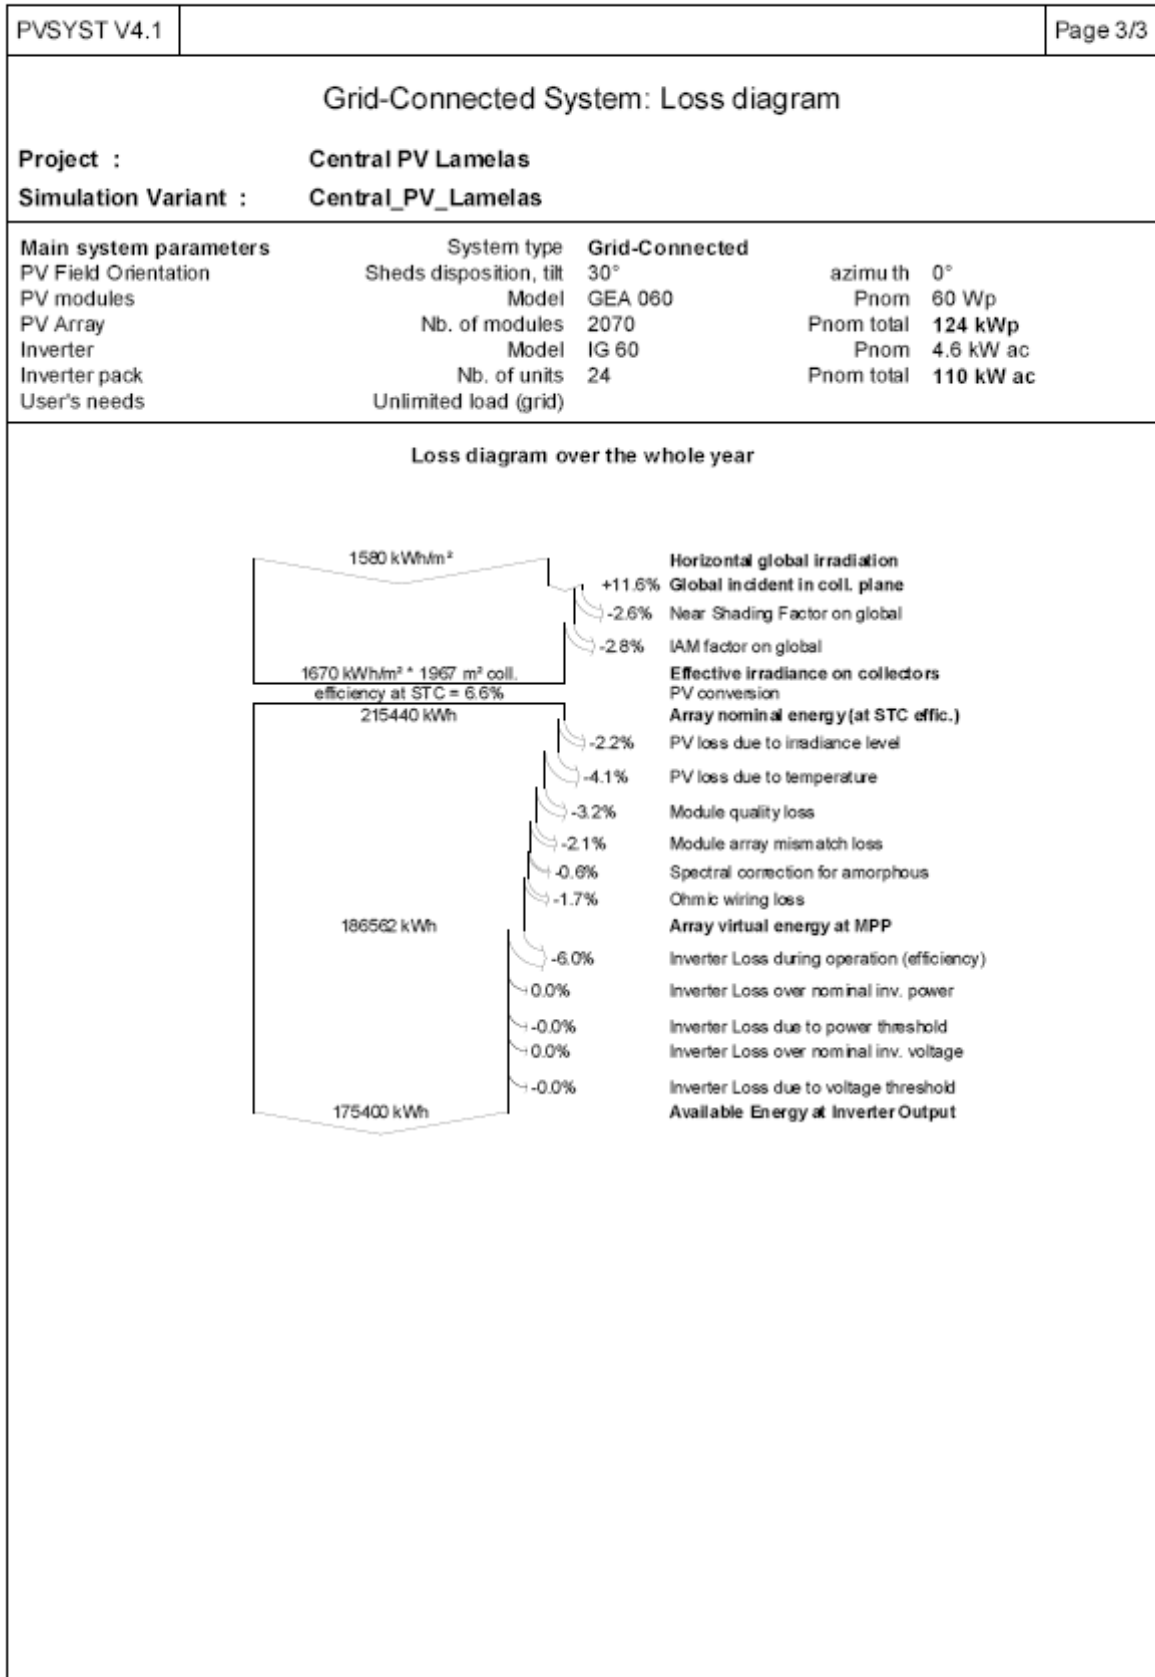 PVSYST V4.1
Page 3/3
Grid-Connected System: Loss diagram
Project : Central PV Lamelas
Simulation Variant : Central_PV_Lamelas
Main system parameters System type Grid-Connected
PV Field Orientation Sheds disposition, tilt 30° azimuth 0°
PV modules Model GEA 060 Pnom 60 Wp
PV Array Nb. of modules 2070 Pnom total 124 kWp
Inverter Model IG 60 Pnom 4.6 kW ac
Inverter pack Nb. of units 24 Pnom total 110 kW ac
User's needs Unlimited load (grid)
Loss diagram over the whole year
1580 kWh/m² Horizontal global irradiation
+11.6% Global incident in coll. plane
-2.6% Near Shading Factor on global
-2.8% IAM factor on global
1670 kWh/m² * 1967 m² coll. Effective irradiance on collectors
efficiency at STC = 6.6% PV conversion
215440 kWh Array nominal energy (at STC effic.)
-2.2% PV loss due to irradiance level
-4.1% PV loss due to temperature
-3.2% Module quality loss
-2.1% Module array mismatch loss
-0.6% Spectral correction for amorphous
-1.7% Ohmic wiring loss
186562 kWh Array virtual energy at MPP
-6.0% Inverter Loss during operation (efficiency)
0.0% Inverter Loss over nominal inv. power
-0.0% Inverter Loss due to power threshold
0.0% Inverter Loss over nominal inv. voltage
-0.0% Inverter Loss due to voltage threshold
175400 kWh Available Energy at Inverter Output